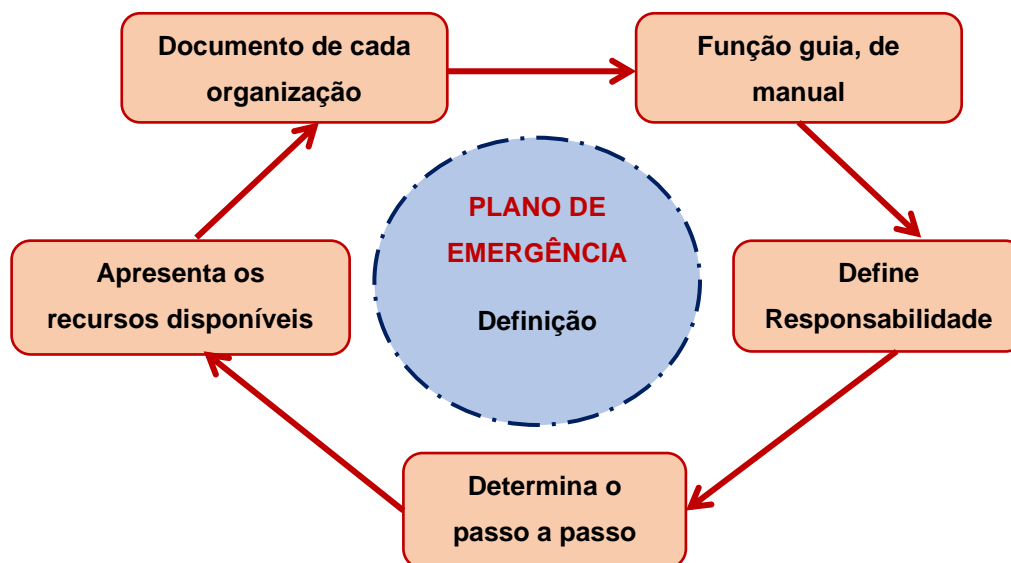 Documento de cada
organização
Função guia, de
manual
PLANO DE
EMERGÊNCIA
Definição
Apresenta os
recursos disponíveis
Define
Responsabilidade
Determina o
passo a passo